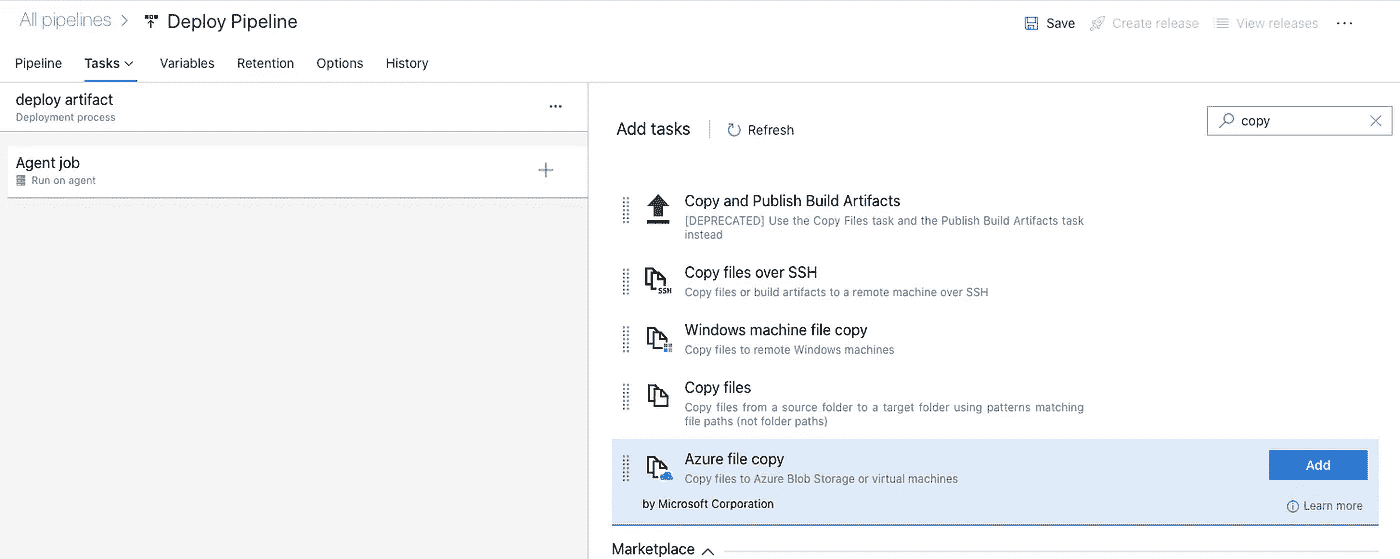 All pipelines > Deploy Pipeline
Save Create release View releases ...
Pipeline Tasks Variables Retention Options History
deploy artifact
Deployment process
...
Agent job
Run on agent
Add tasks | Refresh
copy
Copy and Publish Build Artifacts
[DEPRECATED] Use the Copy Files task and the Publish Build Artifacts task
instead
Copy files over SSH
SSH
Copy files or build artifacts to a remote machine over SSH
Windows machine file copy
Copy files to remote Windows machines
Copy files
Copy files from a source folder to a target folder using patterns matching
file paths (not folder paths)
Azure file copy
Copy files to Azure Blob Storage or virtual machines
Add
by Microsoft Corporation
Learn more
Marketplace